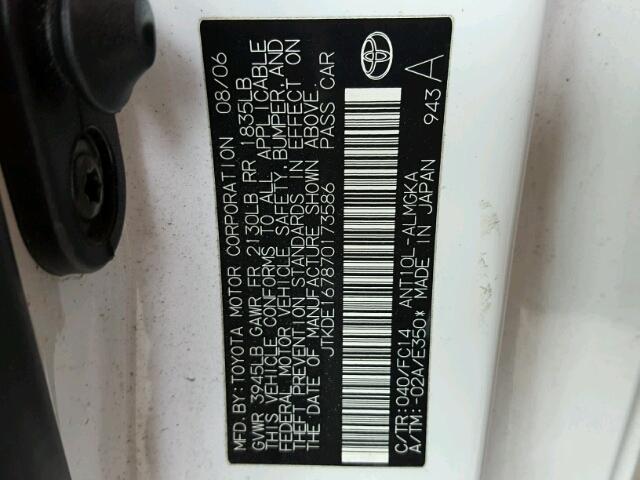 MFD.BY:TOYOTA MOTOR CORPORATION 08/06
GVWR 3945LB GAWR FR 2130LB RR 1835LB
THIS VEHICLE CONFORMS TO ALL APPLICABLE
FEDERAL MOTOR VEHICLE SAFETY, BUMPER, AND
THEFT PREVENTION STANDARDS IN EFFECT ON
THE DATE OF MANUFACTURE SHOWN ABOVE.
JTKDE167870173586 PASS CAR
C/TR: 040/FC14 ANT10L-ALMGKA
A/TM: -02A/E350* MADE IN JAPAN
943 A